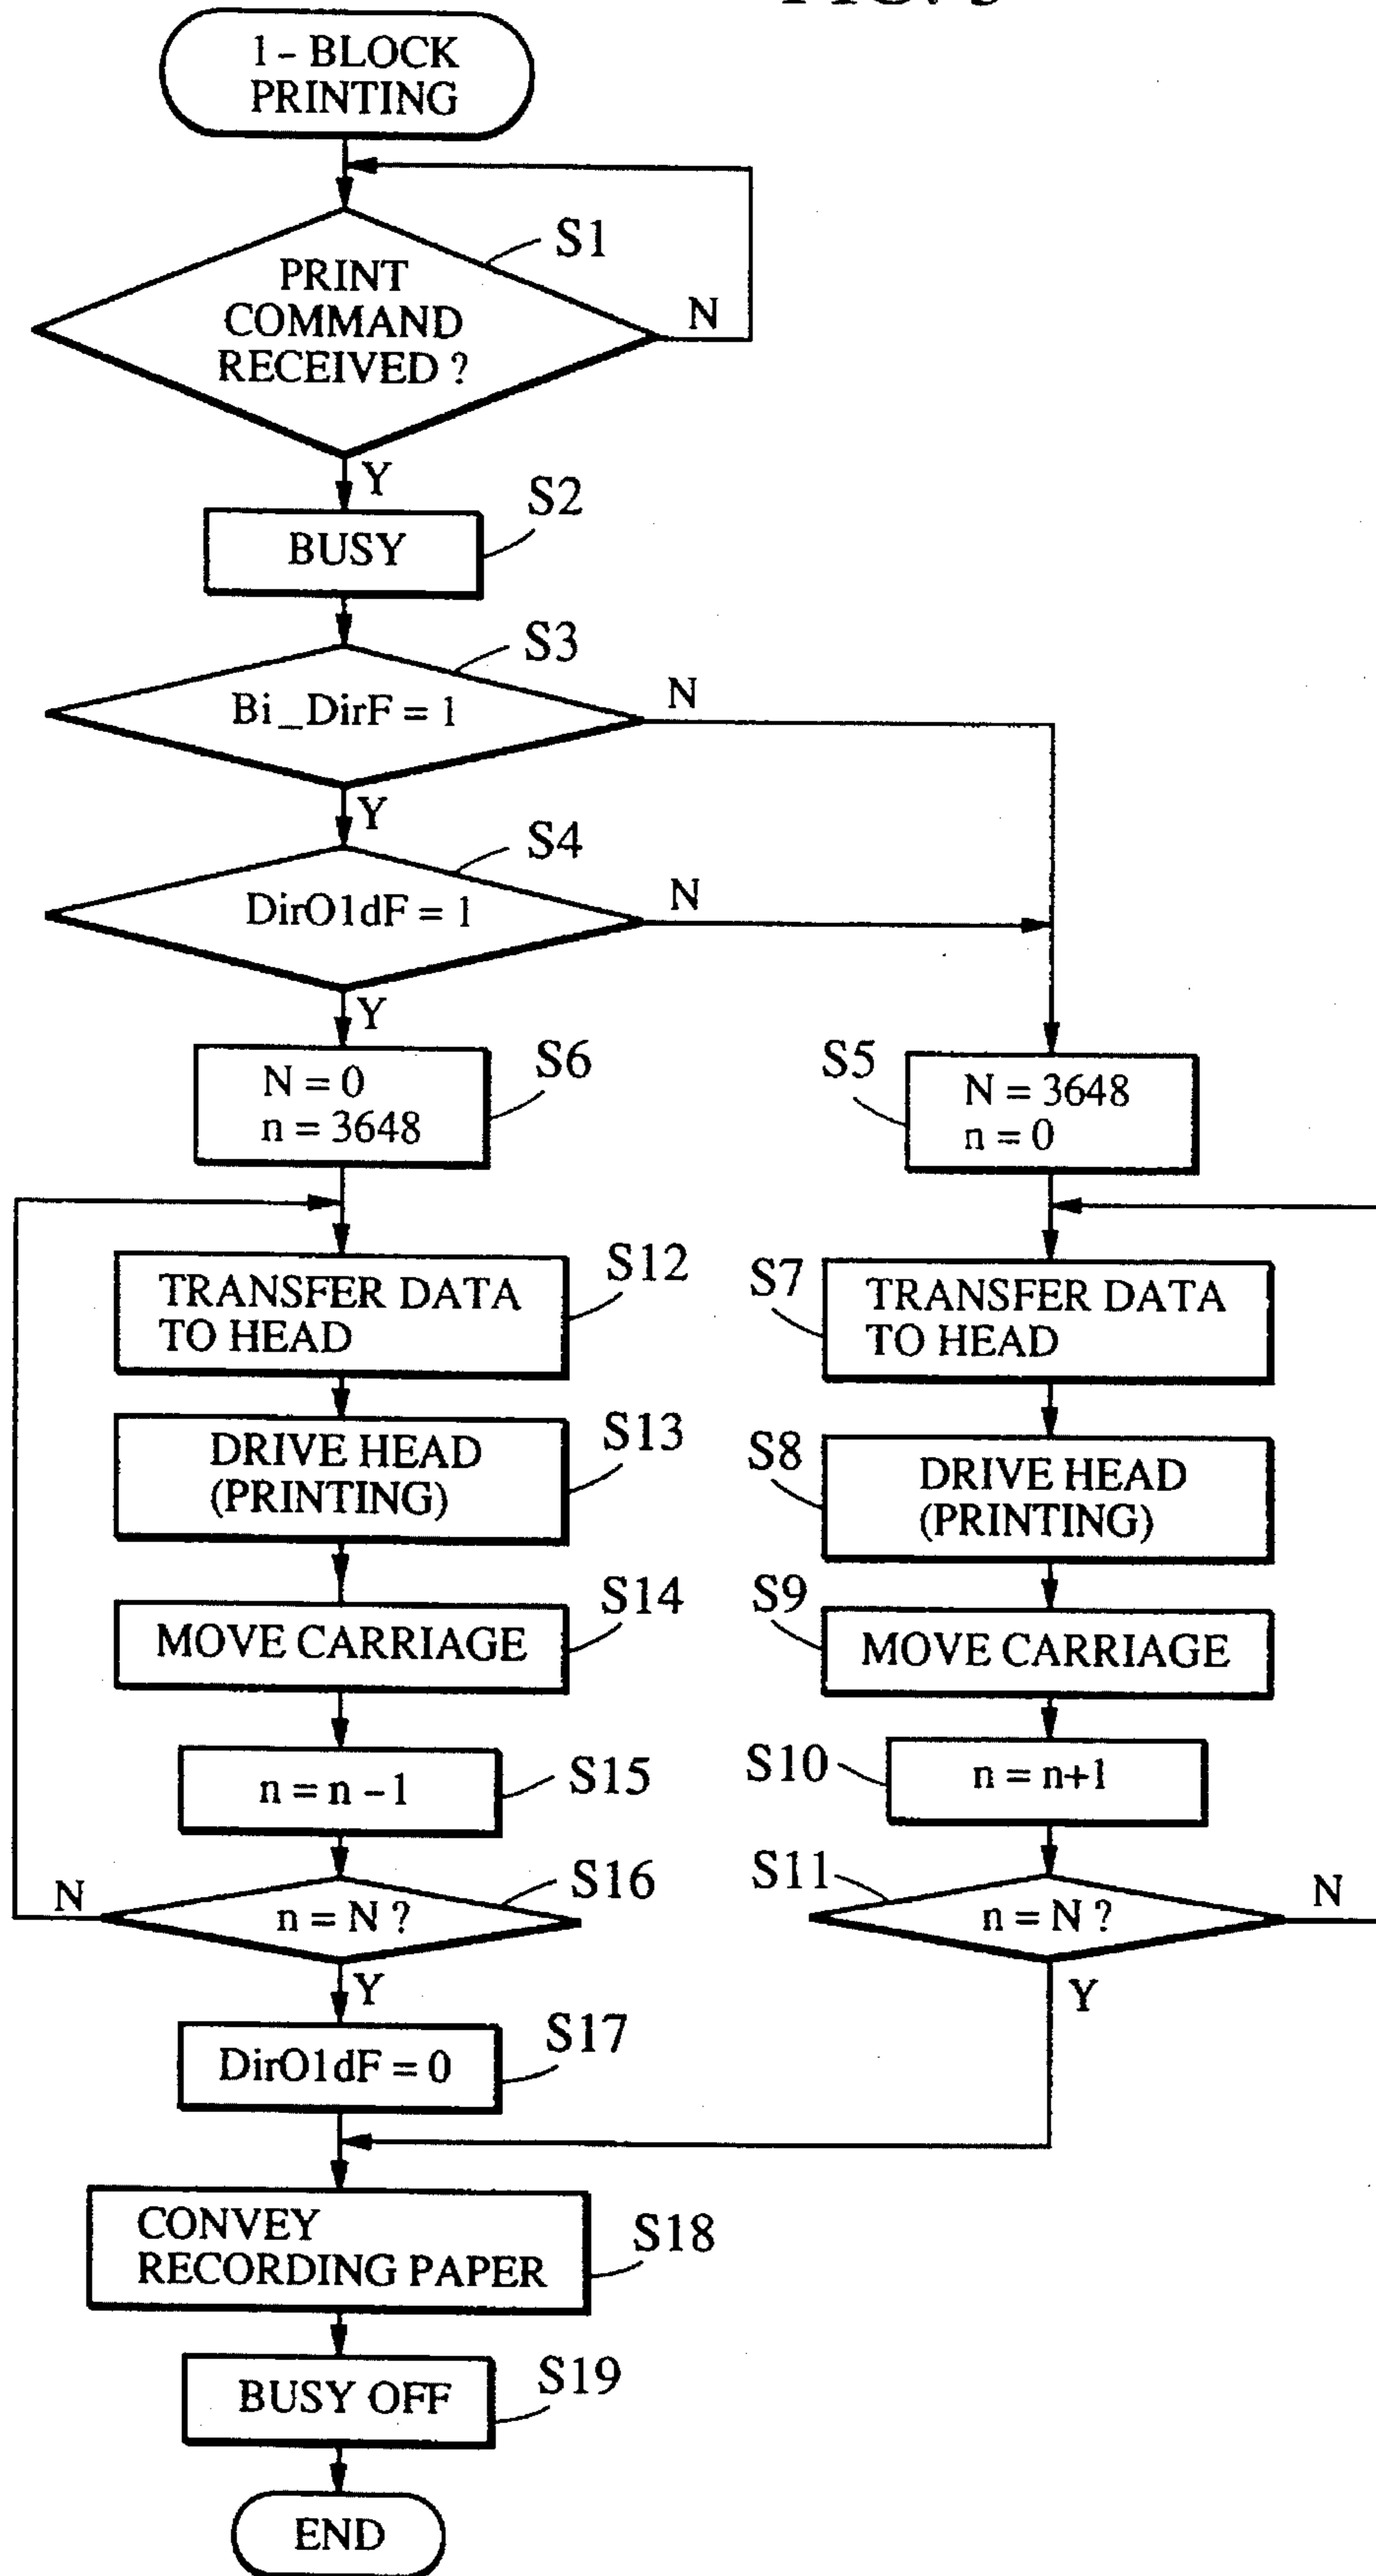 1 - BLOCK
PRINTING
S1
PRINT
COMMAND
RECEIVED ?
N
Y
S2
BUSY
S3
Bi_DirF = 1
N
Y
S4
DirO1dF = 1
N
Y
S6
N = 0
n = 3648
S5
N = 3648
n = 0
S12
TRANSFER DATA
TO HEAD
S7
TRANSFER DATA
TO HEAD
S13
DRIVE HEAD
(PRINTING)
S8
DRIVE HEAD
(PRINTING)
S14
MOVE CARRIAGE
S9
MOVE CARRIAGE
S15
n = n - 1
S10
n = n+1
S16
N
n = N ?
Y
S11
n = N ?
N
Y
S17
DirO1dF = 0
S18
CONVEY
RECORDING PAPER
S19
BUSY OFF
END